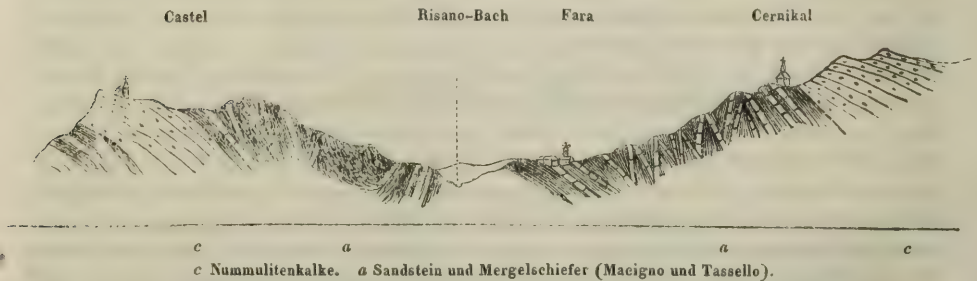 Castel Risano-Bach Fara Cernikal
c a a c
c Nummulitenkalke. a Sandstein und Mergelschiefer (Macigno und Tassello).